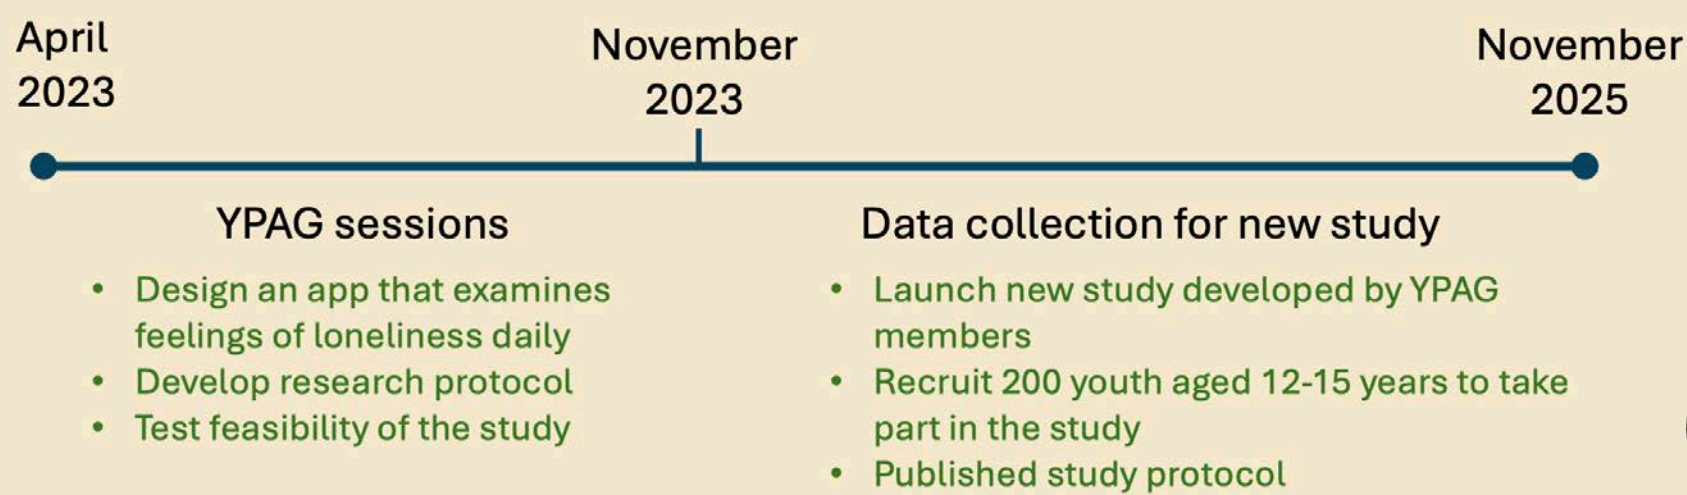 April
2023
November
2023
November
2025
YPAG sessions
• Design an app that examines
feelings of loneliness daily
• Develop research protocol
• Test feasibility of the study
Data collection for new study
• Launch new study developed by YPAG
members
• Recruit 200 youth aged 12-15 years to take
part in the study
• Published study protocol